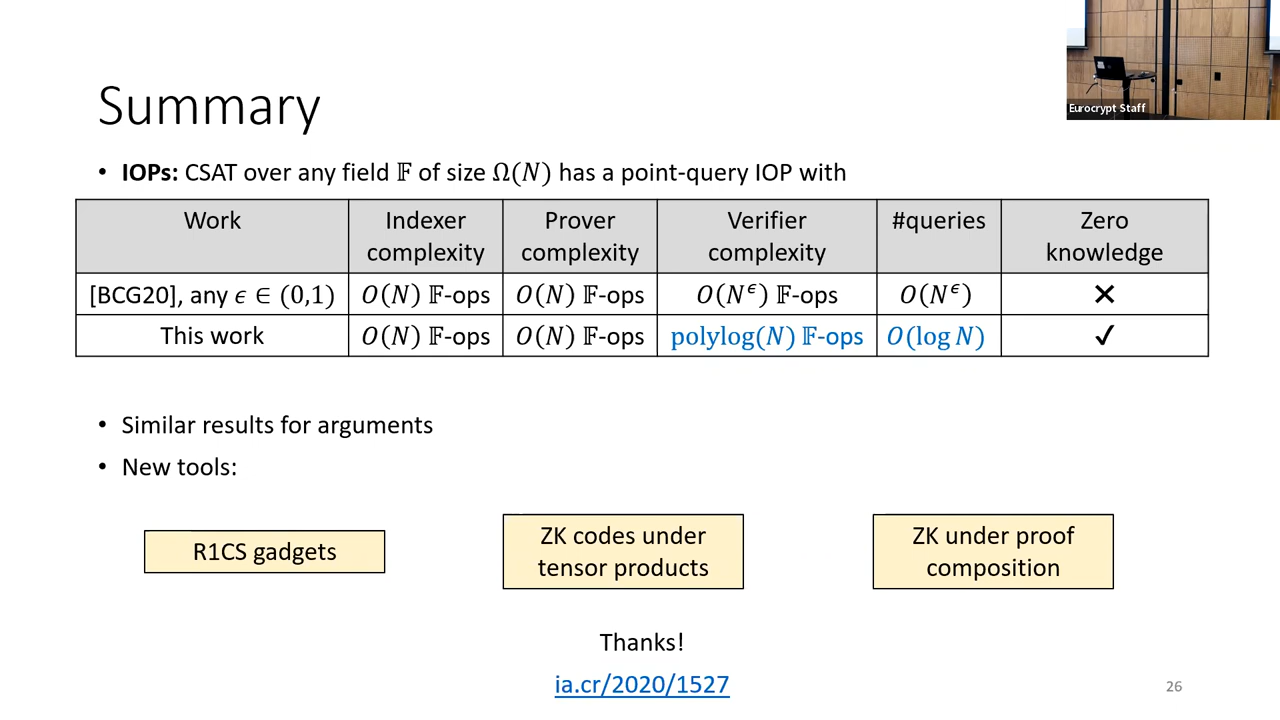 Eurocrypt Staff
Summary
• IOPs: CSAT over any field 𝔽 of size Ω(N) has a point-query IOP with
Work Indexer complexity Prover complexity Verifier complexity #queries Zero knowledge
[BCG20], any ϵ ∈ (0,1) O(N) 𝔽-ops O(N) 𝔽-ops O(N^ϵ) 𝔽-ops O(N^ϵ) ✕
This work O(N) 𝔽-ops O(N) 𝔽-ops polylog(N) 𝔽-ops O(log N) ✓
• Similar results for arguments
• New tools:
R1CS gadgets
ZK codes under
tensor products
ZK under proof
composition
Thanks!
ia.cr/2020/1527
26